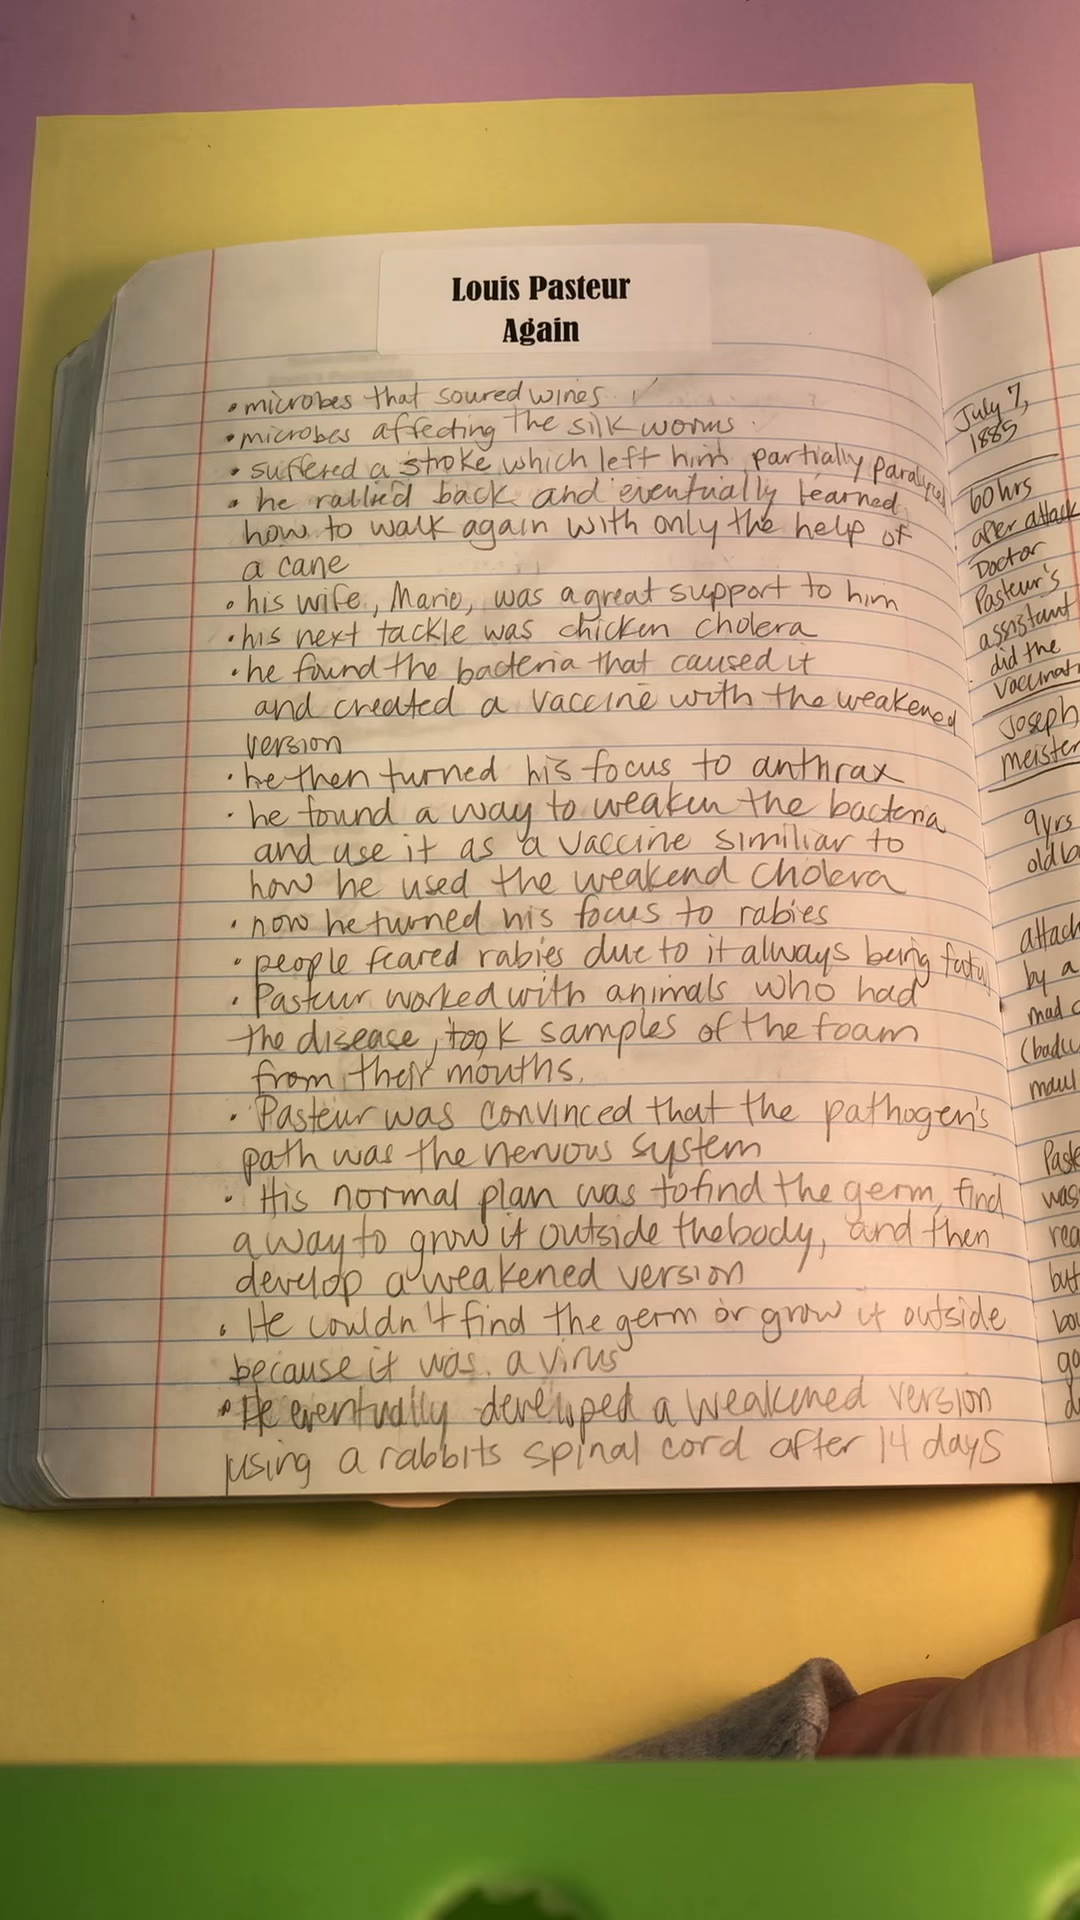 Louis Pasteur
Again
• microbes that soured wines
• microbes affecting the silk worms
• suffered a stroke which left him partially paralyzed
• he rallied back and eventually learned
how to walk again with only the help of
a cane
• his wife, Marie, was a great support to him
• his next tackle was chicken cholera
• he found the bacteria that caused it
and created a vaccine with the weakened
version
• he then turned his focus to anthrax
• he found a way to weaken the bacteria
and use it as a vaccine similiar to
how he used the weakend cholera
• now he turned his focus to rabies
• people feared rabies due to it always being fatal
• Pasteur worked with animals who had
the disease, took samples of the foam
from their mouths.
• Pasteur was convinced that the pathogen's
path was the nervous system
• His normal plan was to find the germ, find
a way to grow it outside the body, and then
develop a weakened version
• He couldn't find the germ or grow it outside
because it was a virus
• He eventually developed a weakened version
using a rabbits spinal cord after 14 days
July 7,
1885
60 hrs
after attack
Doctor
Pasteur's
assistant
did the
Joseph
meister
9yrs
old
by a
mad
was
but